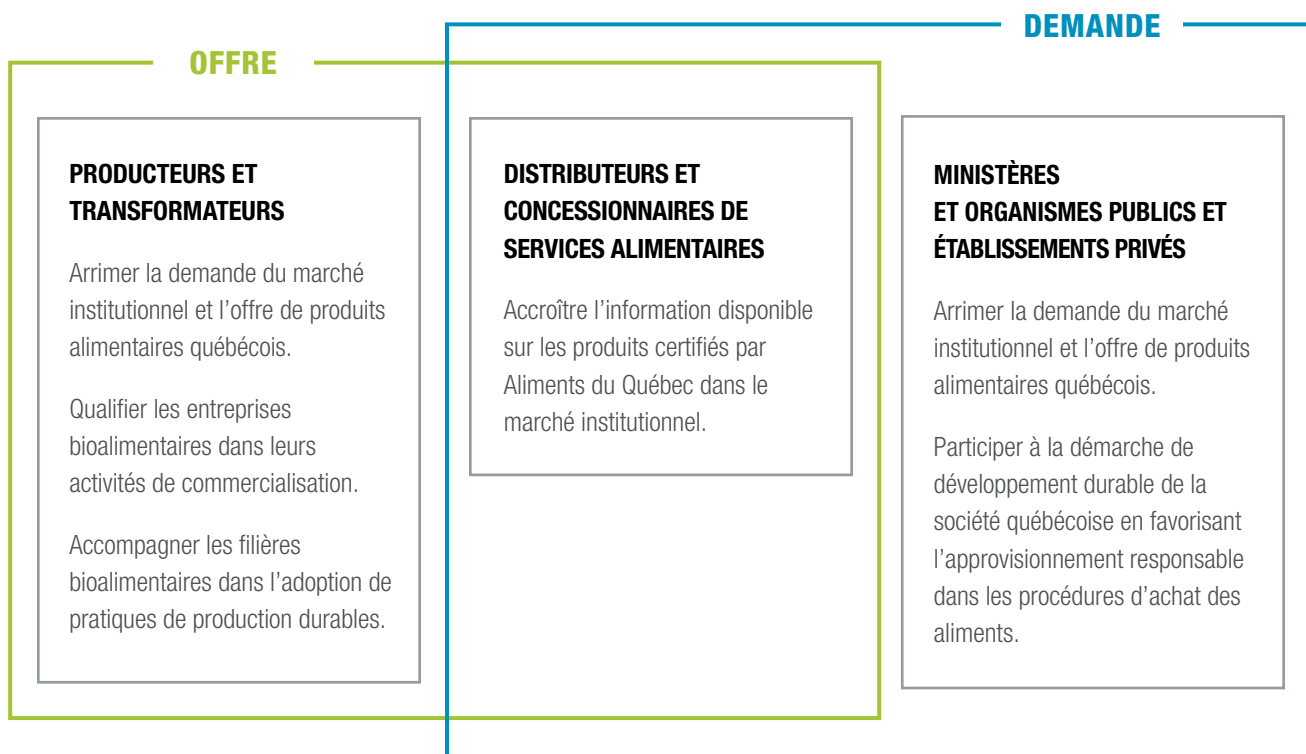 DEMANDE
OFFRE
PRODUCTEURS ET
TRANSFORMATEURS
Arrimer la demande du marché
institutionnel et l’offre de produits
alimentaires québécois.
Qualifier les entreprises
bioalimentaires dans leurs
activités de commercialisation.
Accompagner les filières
bioalimentaires dans l’adoption de
pratiques de production durables.
DISTRIBUTEURS ET
CONCESSIONNAIRES DE
SERVICES ALIMENTAIRES
Accroître l’information disponible
sur les produits certifiés par
Aliments du Québec dans le
marché institutionnel.
MINISTÈRES
ET ORGANISMES PUBLICS ET
ÉTABLISSEMENTS PRIVÉS
Arrimer la demande du marché
institutionnel et l’offre de produits
alimentaires québécois.
Participer à la démarche de
développement durable de la
société québécoise en favorisant
l’approvisionnement responsable
dans les procédures d’achat des
aliments.